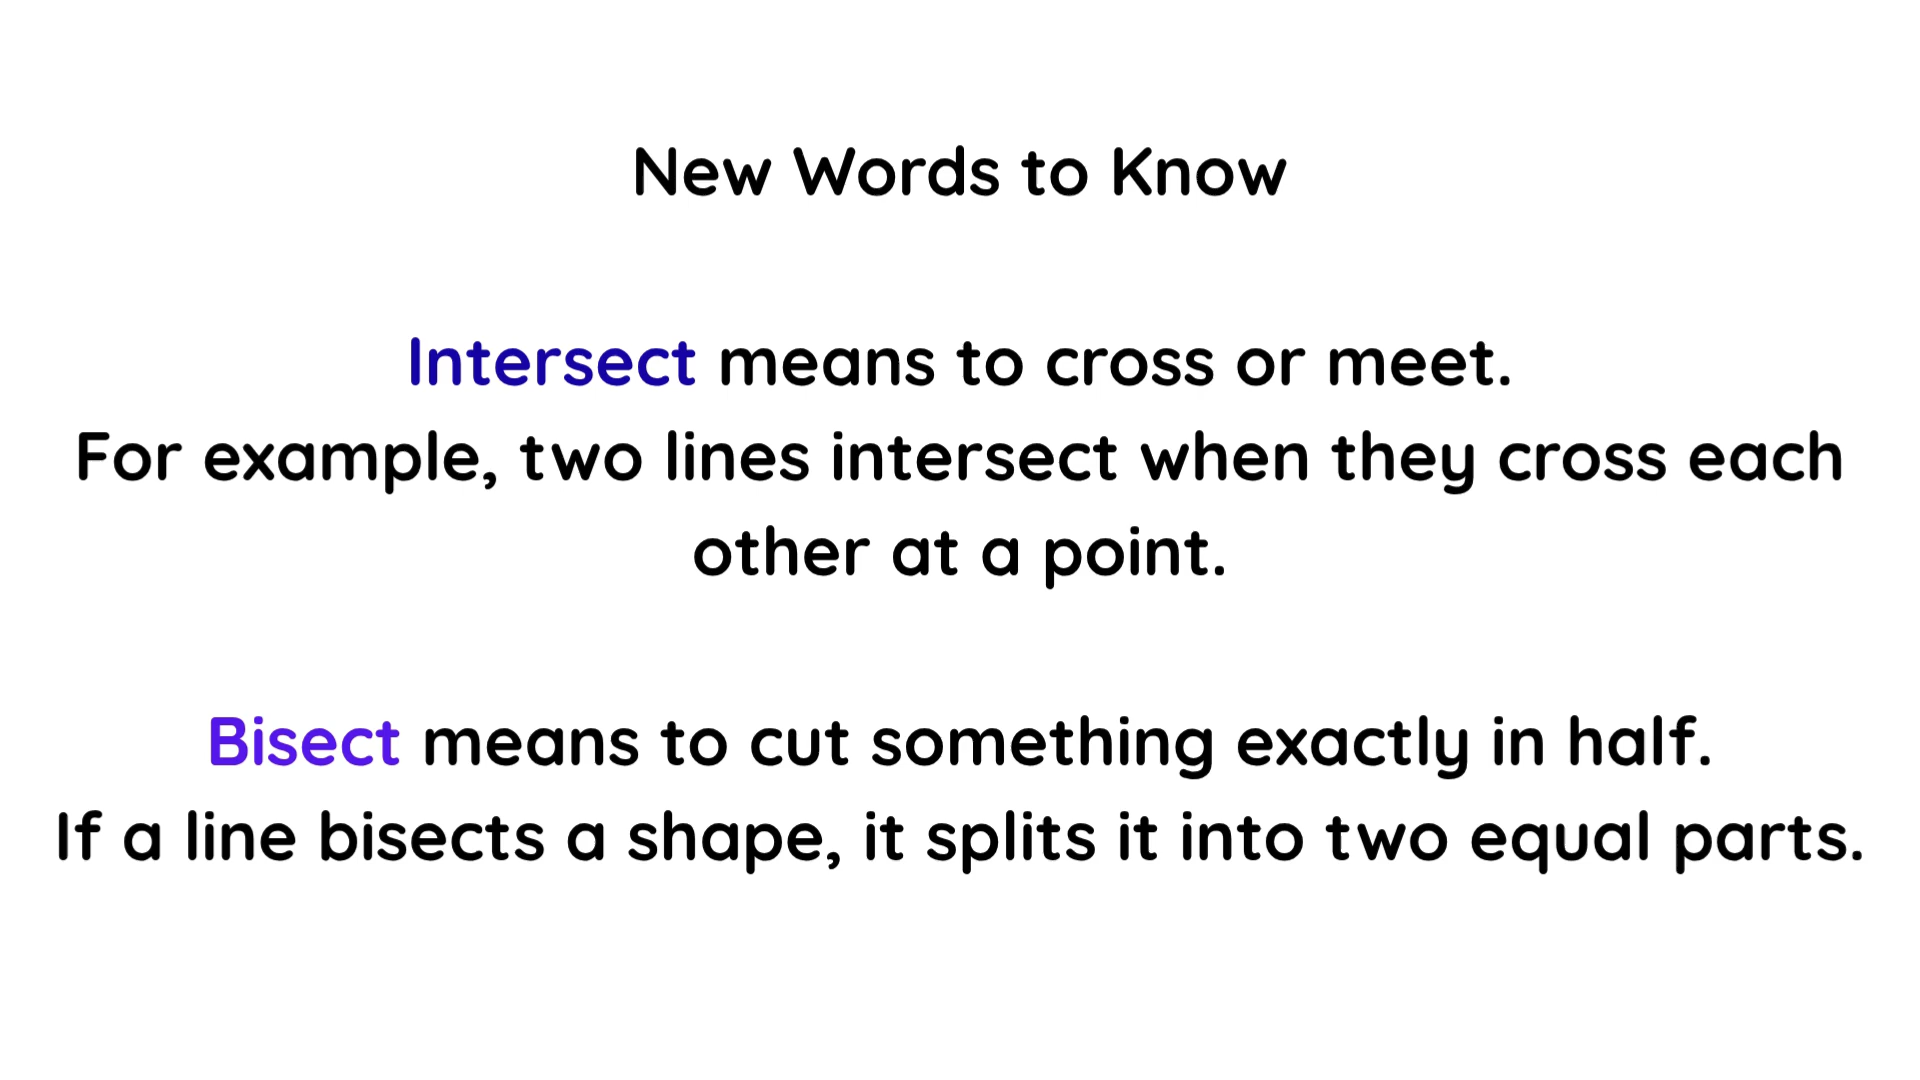 New Words to Know
Intersect means to cross or meet.
For example, two lines intersect when they cross each
other at a point.
Bisect means to cut something exactly in half.
If a line bisects a shape, it splits it into two equal parts.